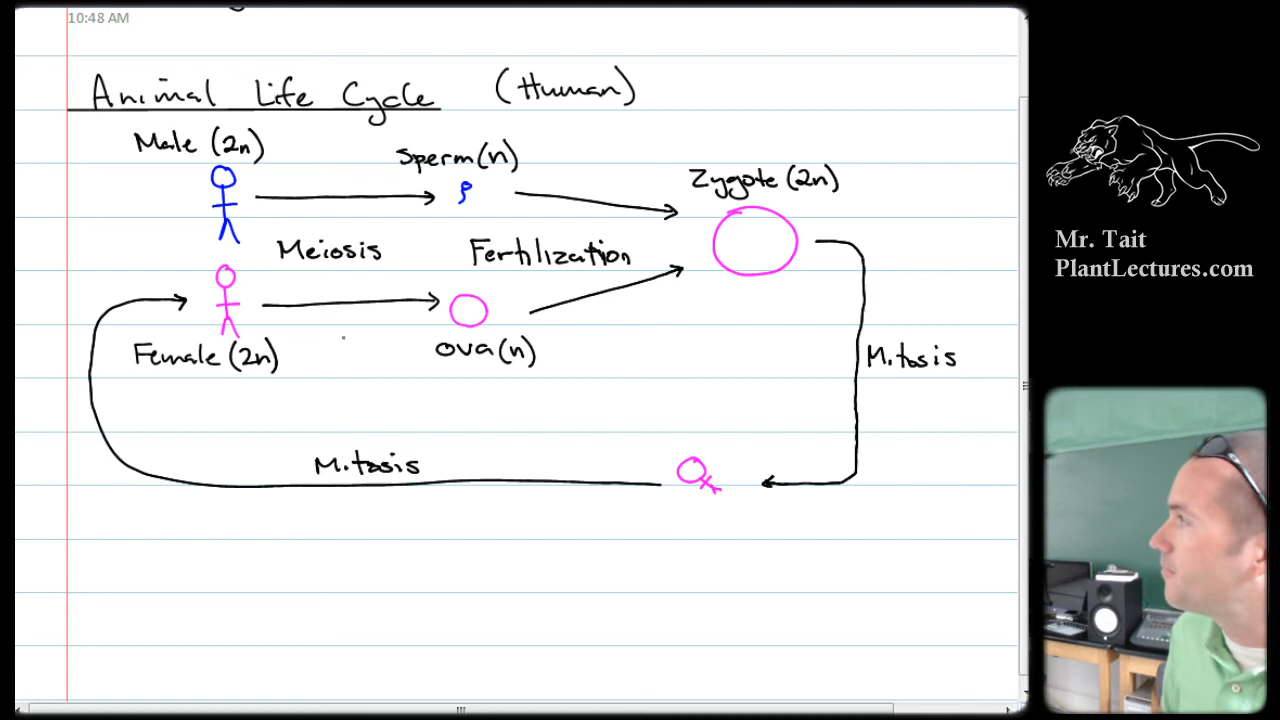 10:48 AM
Animal Life Cycle (Human)
Male (2n)
Sperm (n)
Zygote (2n)
Meiosis
Fertilization
Female (2n)
ova (n)
Mitosis
Mitosis
Mr. Tait
PlantLectures.com